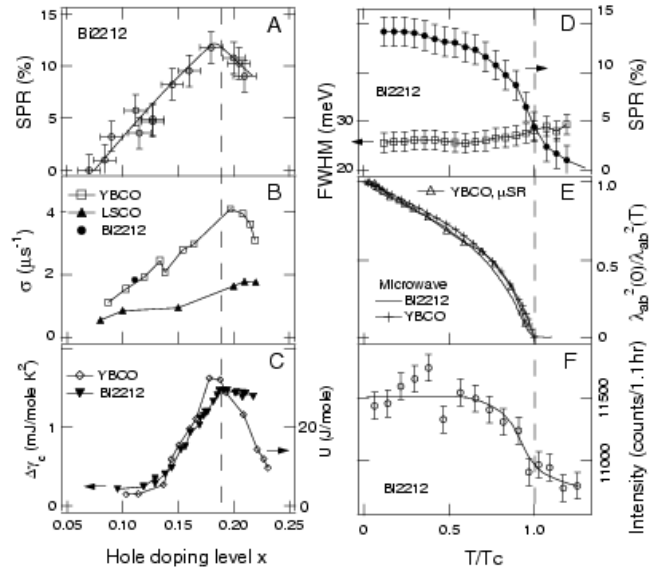 A
Bi2212
SPR (%)
15
10
5
0
B
YBCO
LSCO
Bi2212
σ (μs⁻¹)
4
2
0
C
YBCO
Bi2212
Δγc (mJ/mole K²)
1
0
U (J/mole)
20
0
0.05 0.10 0.15 0.20 0.25
Hole doping level x
D
Bi2212
FWHM (meV)
30
20
SPR (%)
15
10
5
0
E
YBCO, μSR
Microwave
Bi2212
YBCO
λab²(0)/λab²(T)
1.0
0.5
0
F
Bi2212
Intensity (counts/1.1hr)
11500
11000
0 0.5 1.0
T/Tc